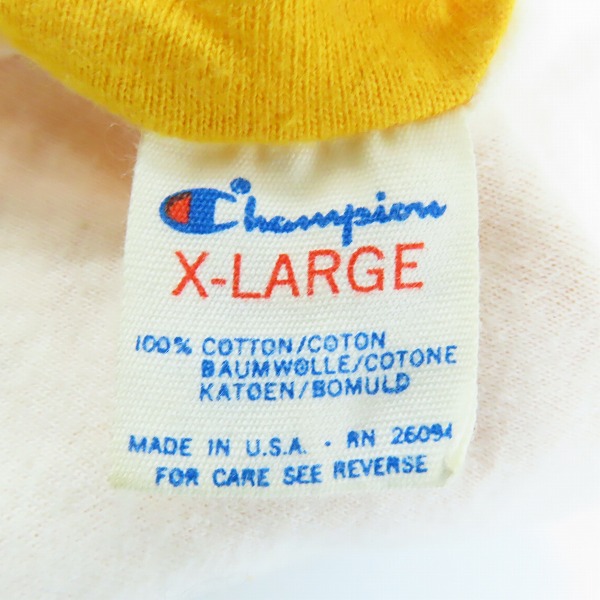 Champion
X-LARGE
100% COTTON/COTON
BAUMWOLLE/COTONE
KATOEN/BOMULD
MADE IN U.S.A. · RN 26094
FOR CARE SEE REVERSE